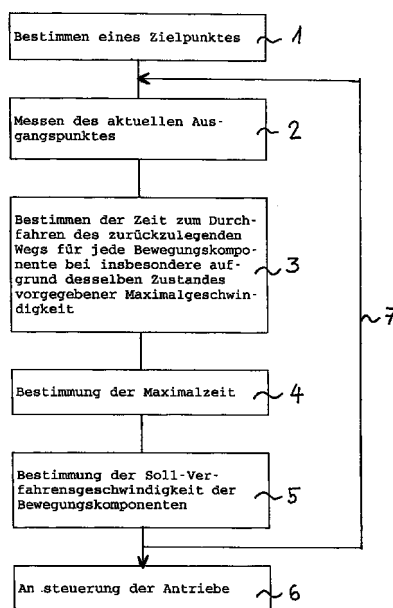 Bestimmen eines Zielpunktes
1
Messen des aktuellen Aus-
gangspunktes
2
Bestimmen der Zeit zum Durch-
fahren des zurückzulegenden
Wegs für jede Bewegungskompo-
nente bei insbesondere auf-
grund desselben Zustandes
vorgegebener Maximalgeschwin-
digkeit
3
7
Bestimmung der Maximalzeit
4
Bestimmung der Soll-Ver-
fahrensgeschwindigkeit der
Bewegungskomponenten
5
An steuerung der Antriebe
6